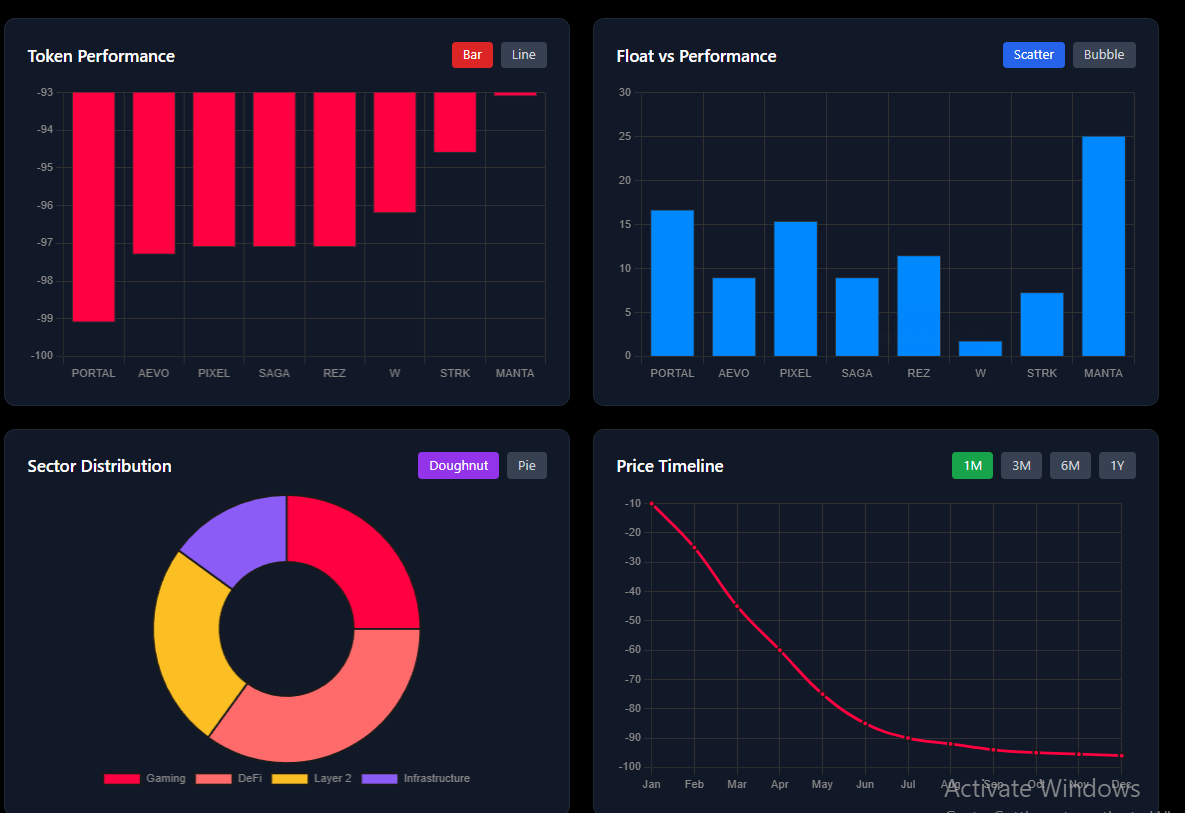 Token Performance Bar Line
-93
-94
-95
-96
-97
-98
-99
-100
PORTAL AEVO PIXEL SAGA REZ W STRK MANTA
Float vs Performance Scatter Bubble
30
25
20
15
10
5
0
PORTAL AEVO PIXEL SAGA REZ W STRK MANTA
Sector Distribution Doughnut Pie
Gaming DeFi Layer 2 Infrastructure
Price Timeline 1M 3M 6M 1Y
-10
-20
-30
-40
-50
-60
-70
-80
-90
-100
Jan Feb Mar Apr May Jun Jul Aug Sep Oct Nov Dec
Activate Windows